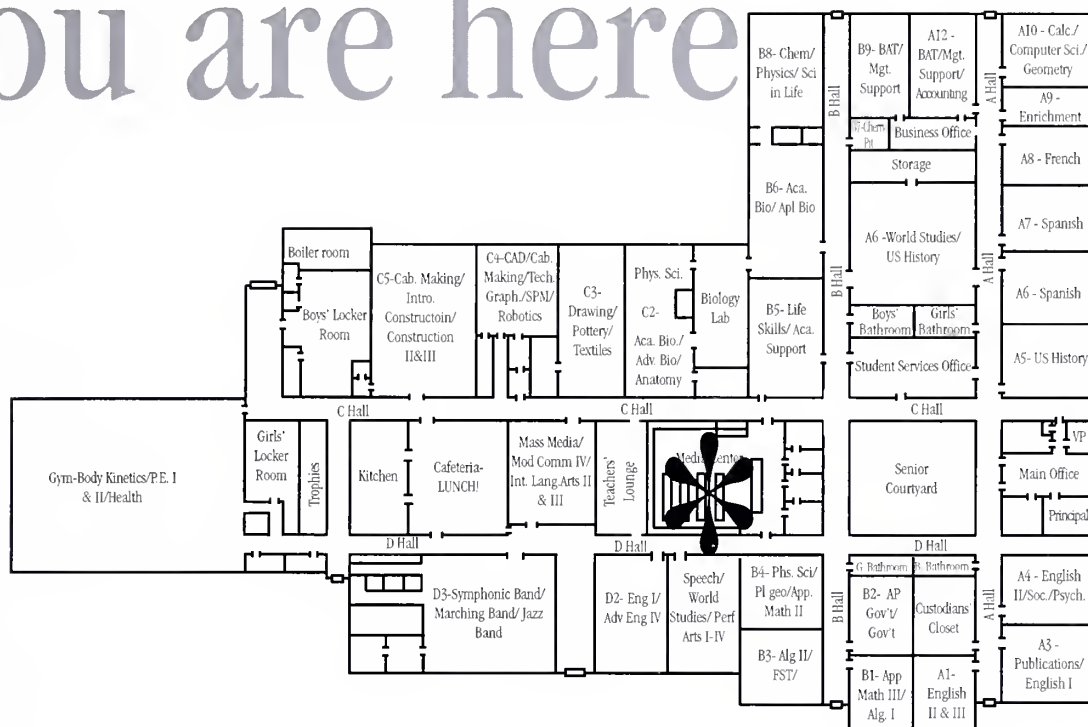 ou are here
B8- Chem/
Physics/ Sci
in Life
B Hall
B9- BAT/
Mgt.
Support
A12 -
BAT/Mgt.
Support/
Accounting
A Hall
A10 - Calc./
Computer Sci./
Geometry
A9 -
Enrichment
B7-Chem
Pit
Business Office
Storage
A8 - French
B6- Aca.
Bio/ Apl Bio
A6 -World Studies/
US History
A7 - Spanish
B Hall
A Hall
A6 - Spanish
Boiler room
Boys' Locker
Room
C5-Cab. Making/
Intro.
Constructoin/
Construction
II&III
C4-CAD/Cab.
Making/Tech.
Graph./SPM/
Robotics
C3-
Drawing/
Pottery/
Textiles
Phys. Sci.
C2-
Aca. Bio./
Adv. Bio/
Anatomy
Biology
Lab
B5- Life
Skills/ Aca.
Support
Boys'
Bathroom
Girls'
Bathroom
Student Services Office
A5- US History
C Hall
C Hall
C Hall
Gym-Body Kinetics/P.E. I
& II/Health
Girls'
Locker
Room
Trophies
Kitchen
Cafeteria-
LUNCH!
Mass Media/
Mod Comm IV/
Int. Lang.Arts II
& III
Teachers'
Lounge
Media Center
Senior
Courtyard
VP
Main Office
Principal
D Hall
D Hall
D Hall
D3-Symphonic Band/
Marching Band/ Jazz
Band
D2- Eng I/
Adv Eng IV
Speech/
World
Studies/ Perf
Arts I-IV
B4- Phs. Sci/
Pl geo/App.
Math II
B3- Alg II/
FST/
B Hall
G Bathroom
B. Bathroom
B2- AP
Gov't/
Gov't
Custodians'
Closet
A Hall
A4 - English
II/Soc./Psych.
A3 -
Publications/
English I
B1- App
Math III/
Alg. I
A1-
English
II & III